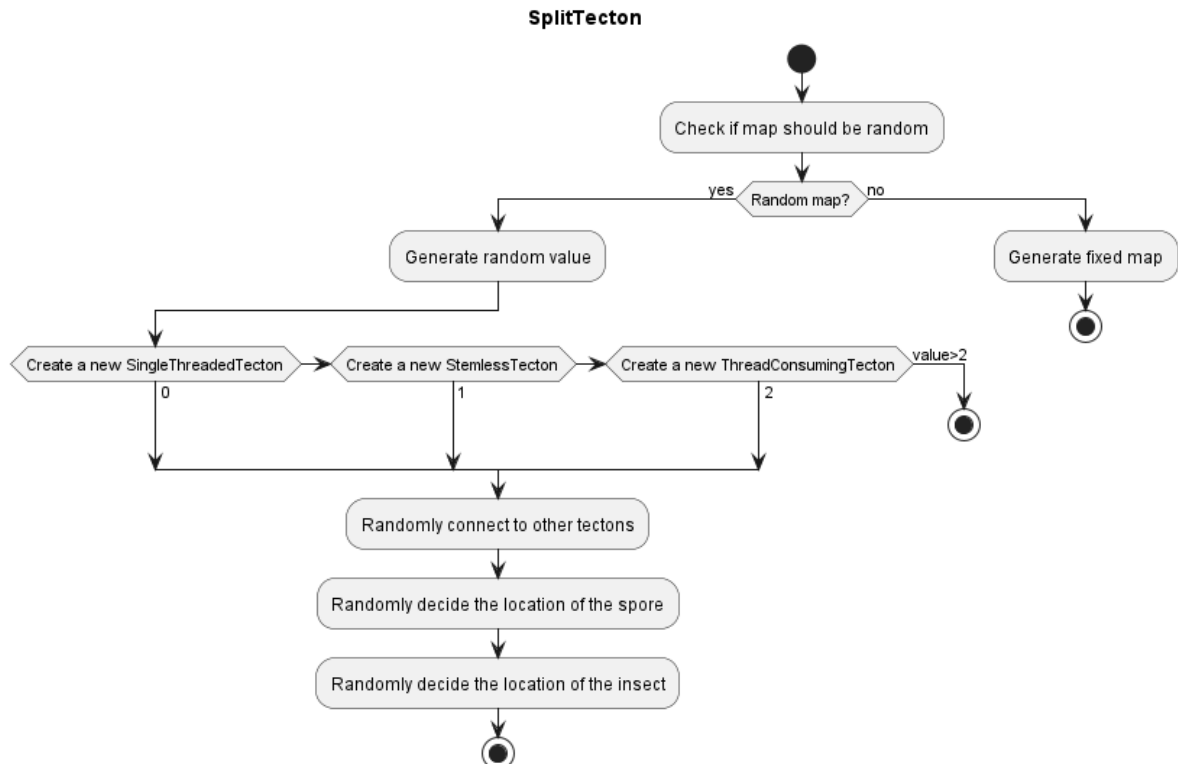 SplitTecton
Check if map should be random
yes
Random map?
no
Generate random value
Generate fixed map
Create a new SingleThreadedTecton
Create a new StemlessTecton
Create a new ThreadConsumingTecton
value>2
0
1
2
Randomly connect to other tectons
Randomly decide the location of the spore
Randomly decide the location of the insect